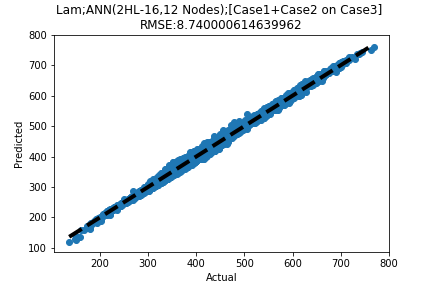 Lam;ANN(2HL-16,12 Nodes);[Case1+Case2 on Case3]
RMSE:8.740000614639962
800
700
600
500
400
300
200
100
Predicted
200 300 400 500 600 700 800
Actual